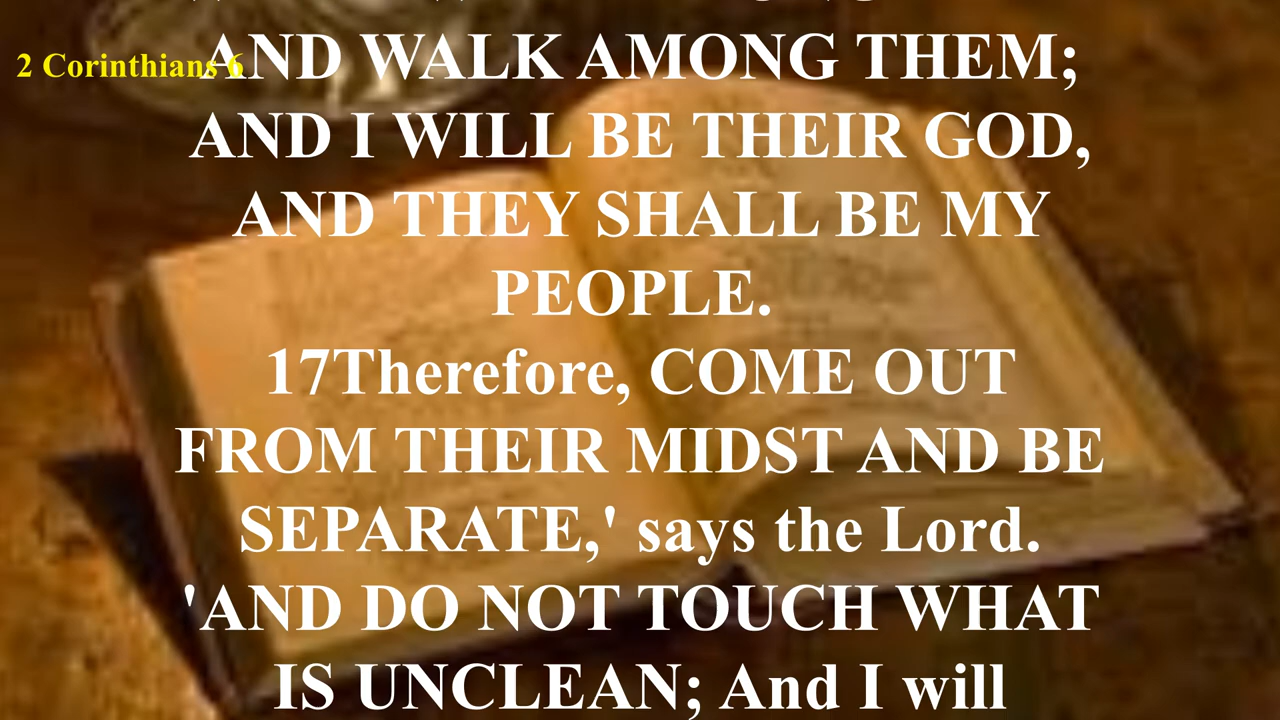 2 Corinthians 6
AND WALK AMONG THEM;
AND I WILL BE THEIR GOD,
AND THEY SHALL BE MY
PEOPLE.
17Therefore, COME OUT
FROM THEIR MIDST AND BE
SEPARATE,' says the Lord.
'AND DO NOT TOUCH WHAT
IS UNCLEAN; And I will